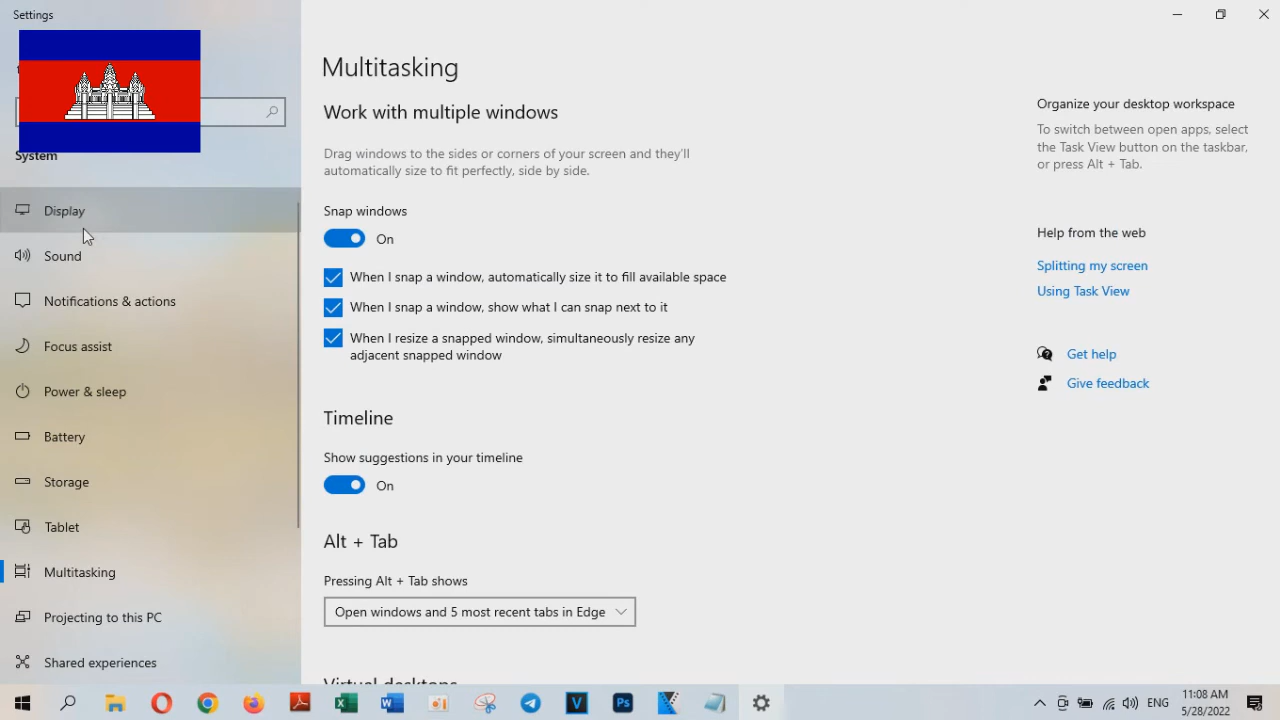 Settings
System
Display
Sound
Notifications & actions
Focus assist
Power & sleep
Battery
Storage
Tablet
Multitasking
Projecting to this PC
Shared experiences
Multitasking
Work with multiple windows
Drag windows to the sides or corners of your screen and they'll
automatically size to fit perfectly, side by side.
Snap windows
On
When I snap a window, automatically size it to fill available space
When I snap a window, show what I can snap next to it
When I resize a snapped window, simultaneously resize any
adjacent snapped window
Timeline
Show suggestions in your timeline
On
Alt + Tab
Pressing Alt + Tab shows
Open windows and 5 most recent tabs in Edge
Virtual desktops
Organize your desktop workspace
To switch between open apps, select
the Task View button on the taskbar,
or press Alt + Tab.
Help from the web
Splitting my screen
Using Task View
Get help
Give feedback
V
Ps
ENG
11:08 AM
5/28/2022